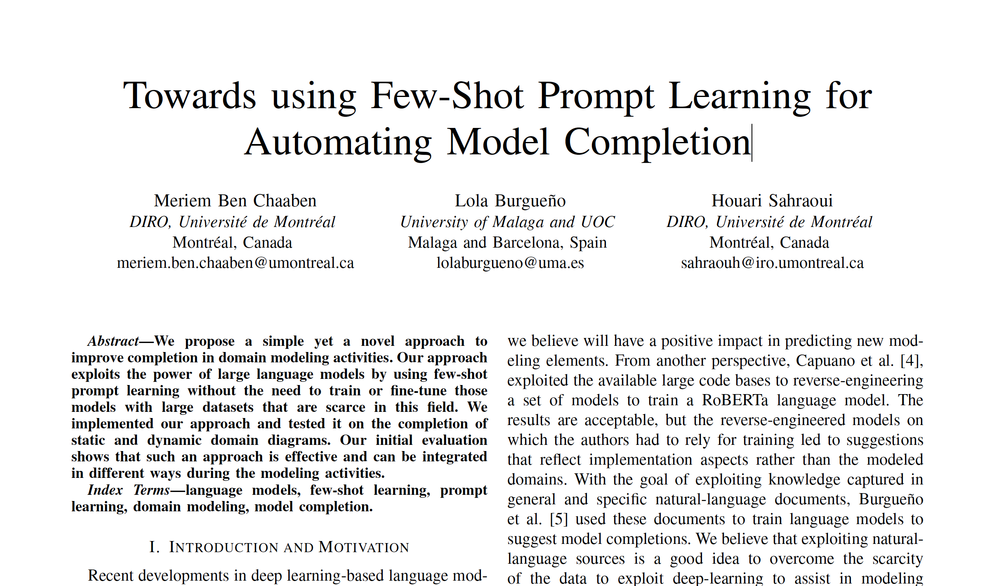 Towards using Few-Shot Prompt Learning for
Automating Model Completion
Meriem Ben Chaaben
DIRO, Université de Montréal
Montréal, Canada
meriem.ben.chaaben@umontreal.ca
Lola Burgueño
University of Malaga and UOC
Malaga and Barcelona, Spain
lolaburgueno@uma.es
Houari Sahraoui
DIRO, Université de Montréal
Montréal, Canada
sahraouh@iro.umontreal.ca
Abstract—We propose a simple yet a novel approach to
improve completion in domain modeling activities. Our approach
exploits the power of large language models by using few-shot
prompt learning without the need to train or fine-tune those
models with large datasets that are scarce in this field. We
implemented our approach and tested it on the completion of
static and dynamic domain diagrams. Our initial evaluation
shows that such an approach is effective and can be integrated
in different ways during the modeling activities.
Index Terms—language models, few-shot learning, prompt
learning, domain modeling, model completion.
I. INTRODUCTION AND MOTIVATION
Recent developments in deep learning-based language mod-
we believe will have a positive impact in predicting new mod-
eling elements. From another perspective, Capuano et al. [4],
exploited the available large code bases to reverse-engineering
a set of models to train a RoBERTa language model. The
results are acceptable, but the reverse-engineered models on
which the authors had to rely for training led to suggestions
that reflect implementation aspects rather than the modeled
domains. With the goal of exploiting knowledge captured in
general and specific natural-language documents, Burgueño
et al. [5] used these documents to train language models to
suggest model completions. We believe that exploiting natural-
language sources is a good idea to overcome the scarcity
of the data to exploit deep-learning to assist in modeling